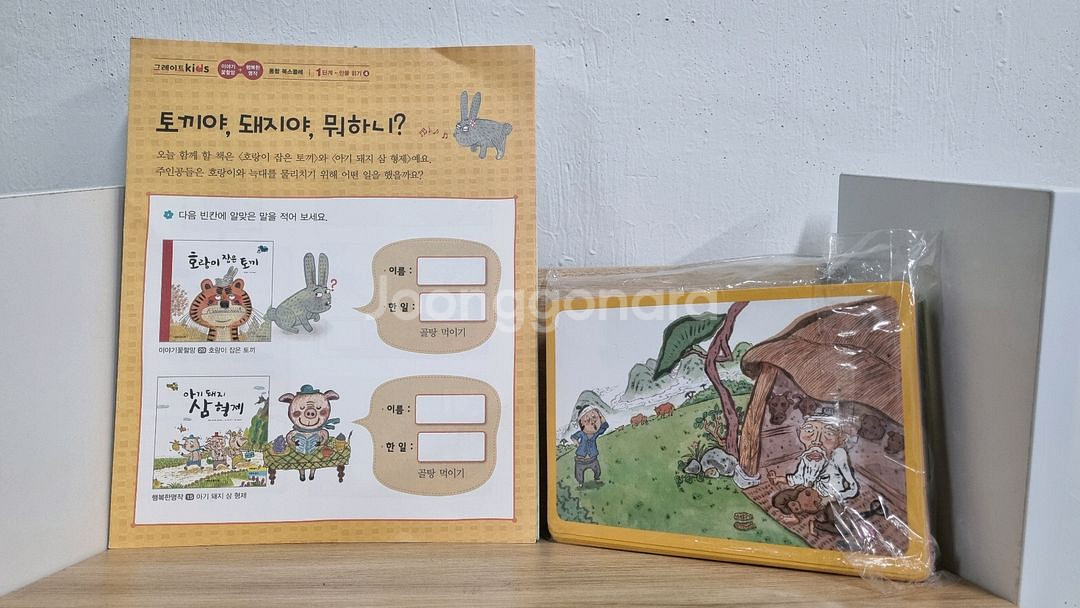 그레이트kids 이야기꽃할망 + 행복한명작 통합 북스플레 | 1단계 - 인물 읽기 4
토끼야, 돼지야, 뭐하니?
오늘 함께 할 책은 〈호랑이 잡은 토끼〉와 〈아기 돼지 삼 형제〉예요.
주인공들은 호랑이와 늑대를 물리치기 위해 어떤 일을 했을까요?
다음 빈칸에 알맞은 말을 적어 보세요.
호랑이 잡은 토끼
?
이름 :
한 일 :
골탕 먹이기
이야기꽃할망 20 호랑이 잡은 토끼
아기 돼지
삼 형제
이름 :
한 일 :
골탕 먹이기
행복한명작 15 아기 돼지 삼 형제
Joonggonara